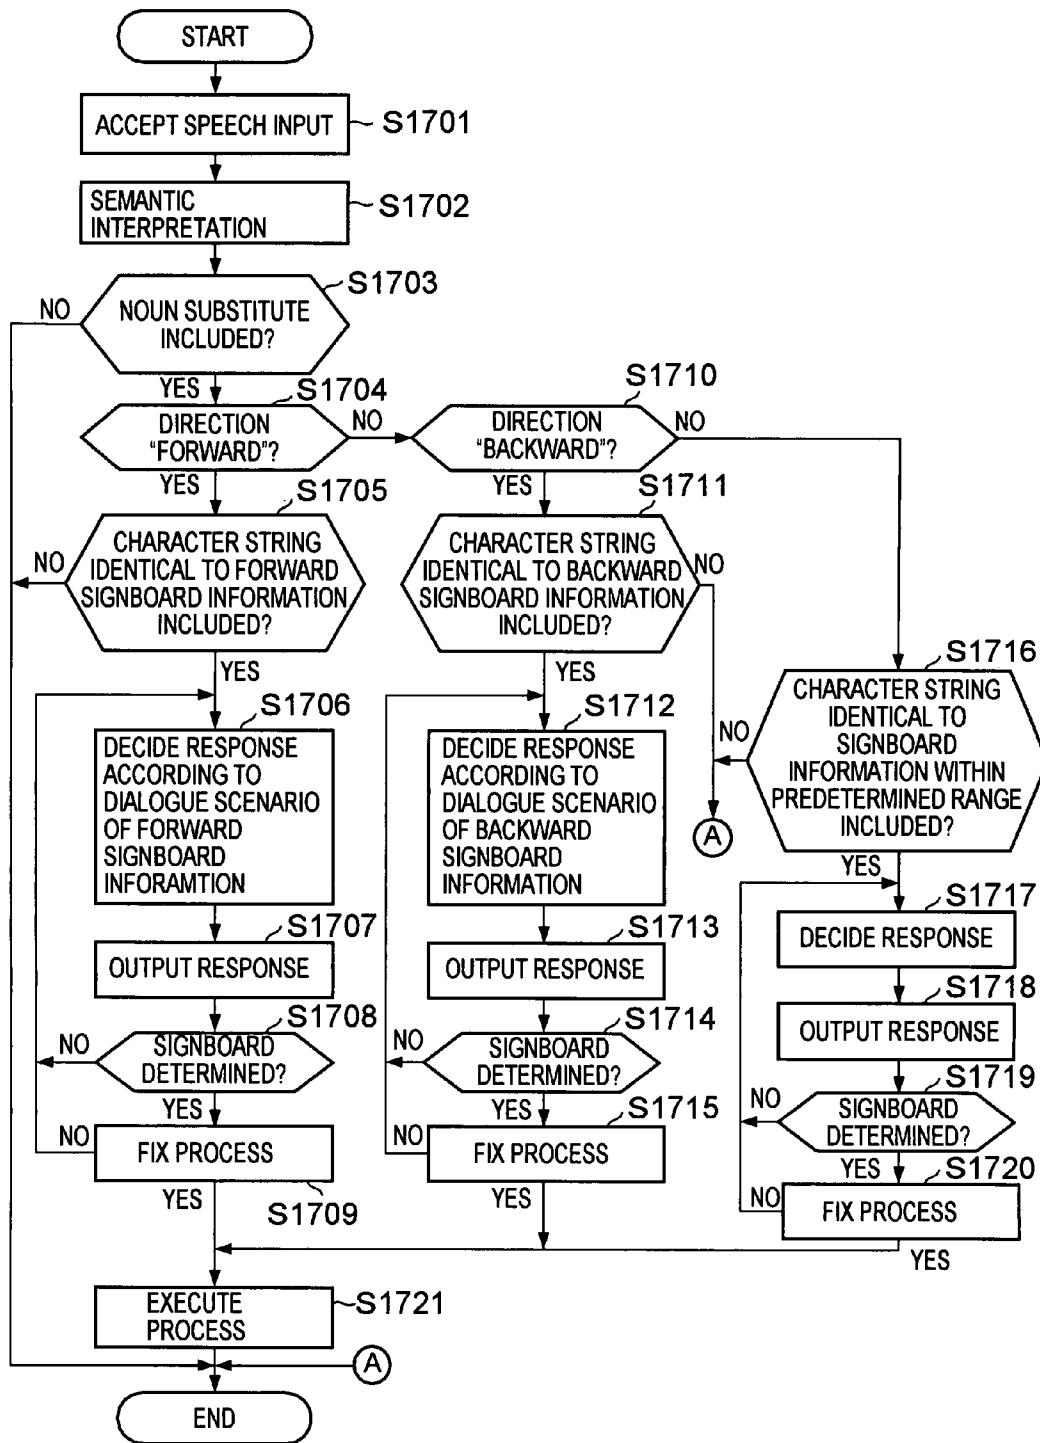 START
ACCEPT SPEECH INPUT
S1701
SEMANTIC
INTERPRETATION
S1702
S1703
NOUN SUBSTITUTE
INCLUDED?
NO
YES
S1704
DIRECTION
"FORWARD"?
NO
YES
S1710
DIRECTION
"BACKWARD"?
NO
YES
S1705
CHARACTER STRING
IDENTICAL TO FORWARD
SIGNBOARD INFORMATION
INCLUDED?
NO
YES
S1711
CHARACTER STRING
IDENTICAL TO BACKWARD
SIGNBOARD INFORMATION
INCLUDED?
NO
YES
S1716
CHARACTER STRING
IDENTICAL TO
SIGNBOARD
INFORMATION WITHIN
PREDETERMINED RANGE
INCLUDED?
NO
YES
A
S1706
DECIDE RESPONSE
ACCORDING TO
DIALOGUE SCENARIO
OF FORWARD
SIGNBOARD
INFORAMTION
S1712
DECIDE RESPONSE
ACCORDING TO
DIALOGUE SCENARIO
OF BACKWARD
SIGNBOARD
INFORMATION
S1717
DECIDE RESPONSE
S1707
OUTPUT RESPONSE
S1713
OUTPUT RESPONSE
S1718
OUTPUT RESPONSE
S1708
SIGNBOARD
DETERMINED?
NO
YES
S1714
SIGNBOARD
DETERMINED?
NO
YES
S1719
SIGNBOARD
DETERMINED?
NO
YES
FIX PROCESS
NO
YES
S1709
S1715
FIX PROCESS
NO
YES
S1720
FIX PROCESS
NO
YES
EXECUTE
PROCESS
S1721
A
END